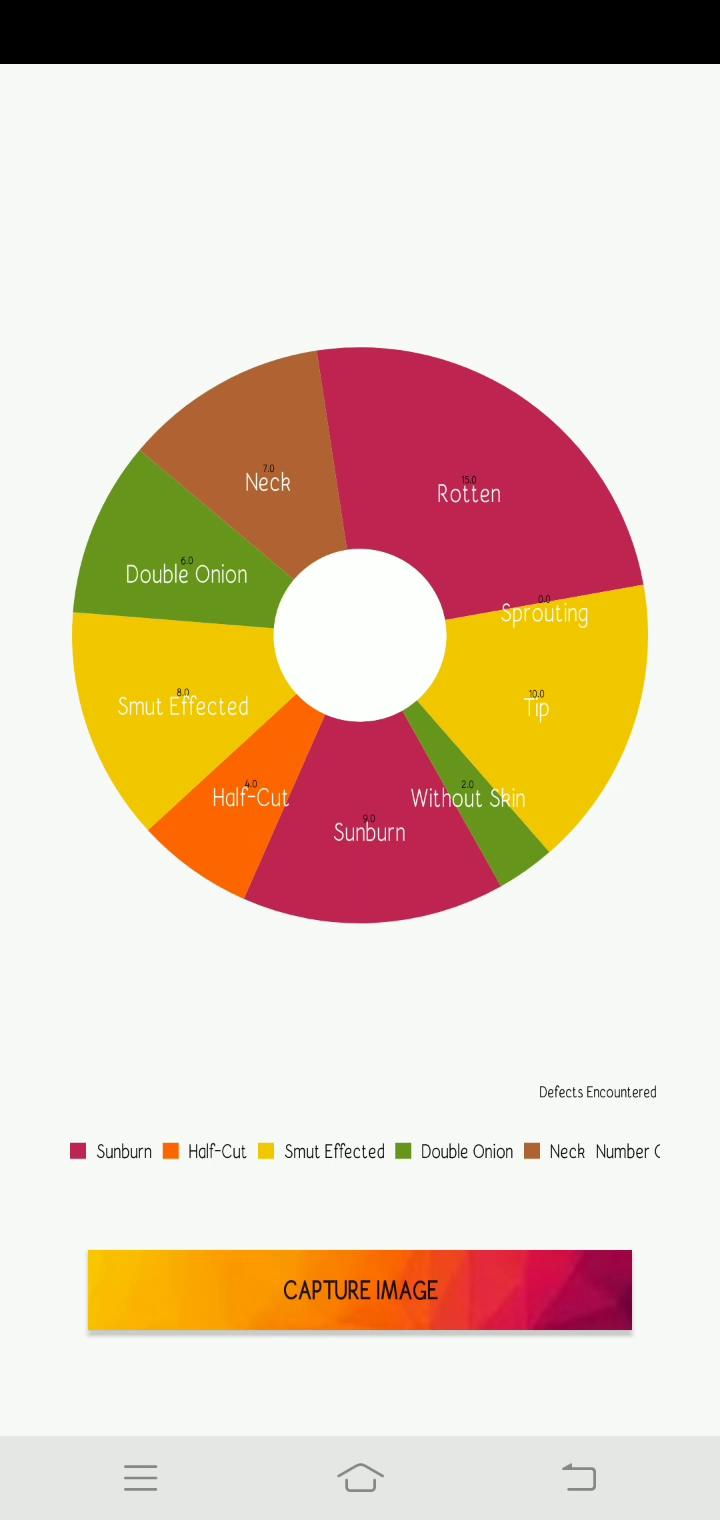 7.0
Neck
15.0
Rotten
6.0
Double Onion
0.0
Sprouting
8.0
Smut Effected
10.0
Tip
4.0
Half-Cut
2.0
Without Skin
9.0
Sunburn
Defects Encountered
Sunburn Half-Cut Smut Effected Double Onion Neck Number
CAPTURE IMAGE